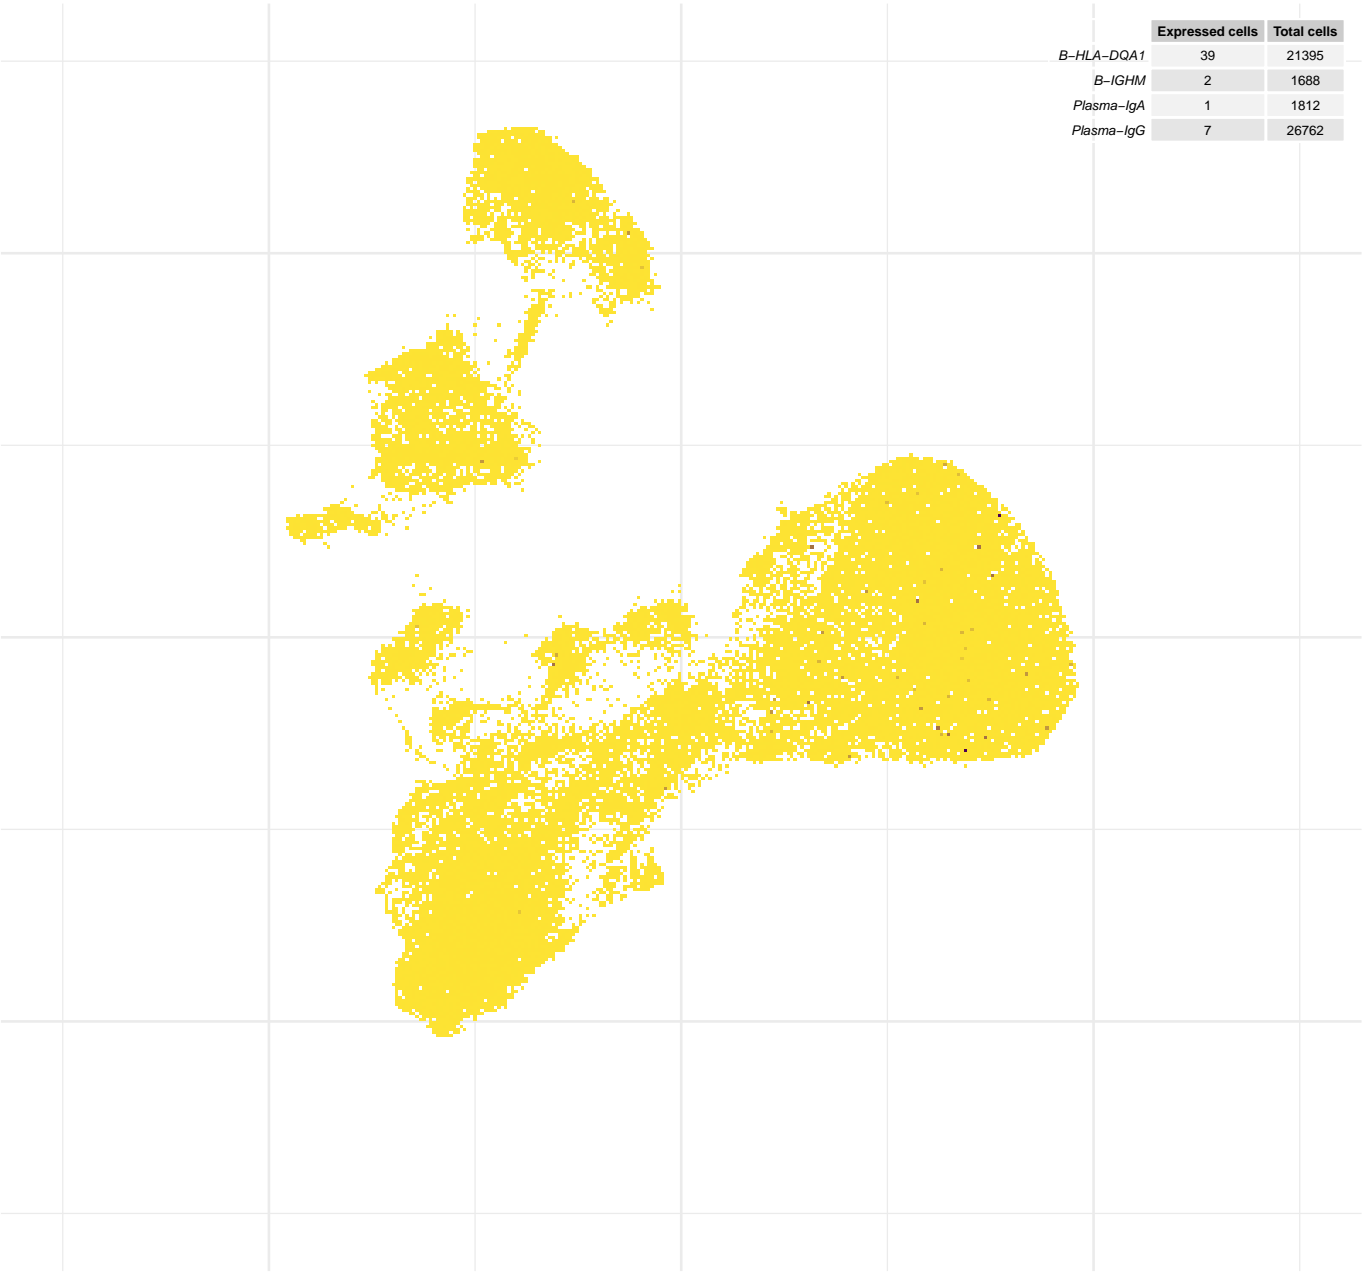 Expressed cells Total cells
B−HLA−DQA1 39 21395
B−IGHM 2 1688
Plasma−IgA 1 1812
Plasma−IgG 7 26762